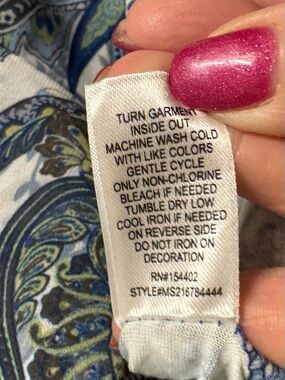 TURN GARMENT
INSIDE OUT
MACHINE WASH COLD
WITH LIKE COLORS
GENTLE CYCLE
ONLY NON-CHLORINE
BLEACH IF NEEDED
TUMBLE DRY LOW
COOL IRON IF NEEDED
ON REVERSE SIDE
DO NOT IRON ON
DECORATION
RN#154402
STYLE#MS216784444